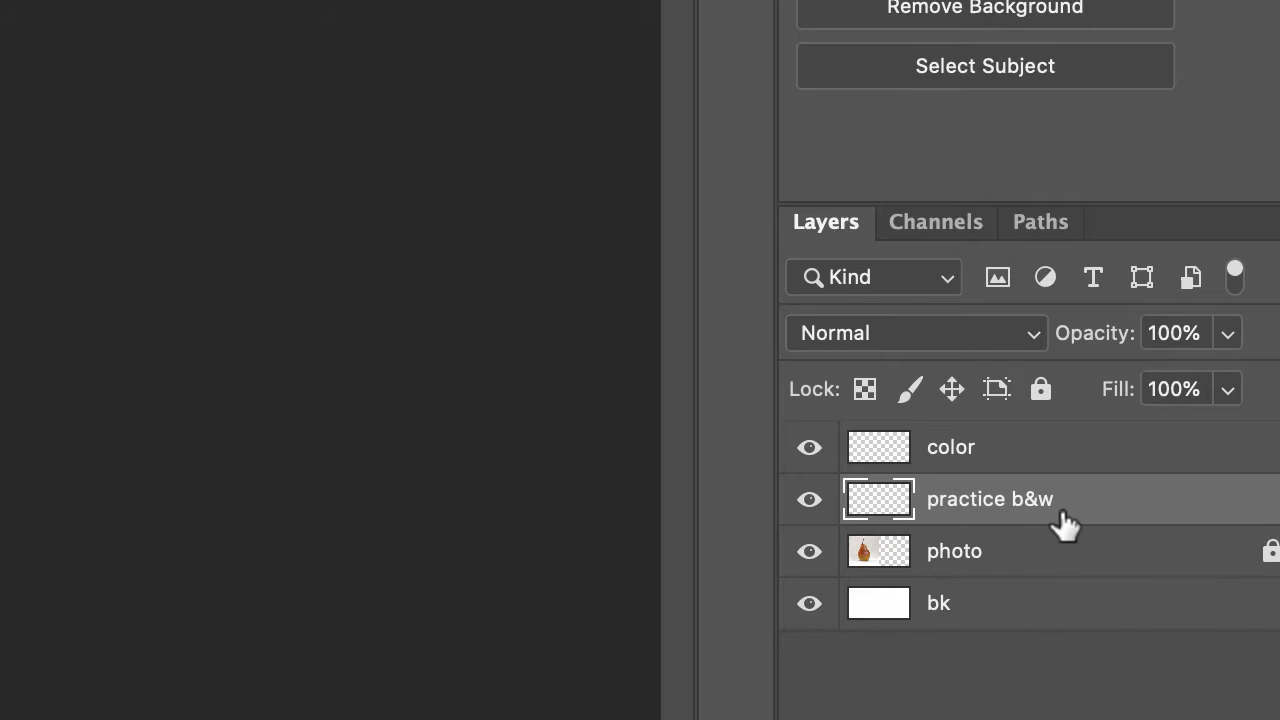 Remove Background
Select Subject
Layers Channels Paths
Kind T
Normal Opacity: 100%
Lock: Fill: 100%
color
practice b&w
photo
bk